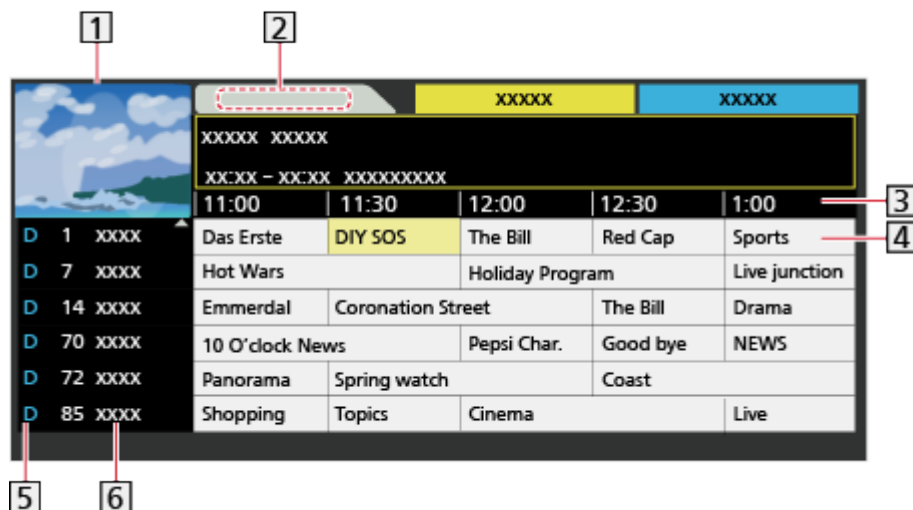 1 2
xxxxx xxxxx
xxxxx xxxxx
xx:xx – xx:xx xxxxxxxxx
11:00 11:30 12:00 12:30 1:00 3
D 1 xxxx Das Erste DIY SOS The Bill Red Cap Sports 4
D 7 xxxx Hot Wars Holiday Program Live junction
D 14 xxxx Emmerdal Coronation Street The Bill Drama
D 70 xxxx 10 O'clock News Pepsi Char. Good bye NEWS
D 72 xxxx Panorama Spring watch Coast
D 85 xxxx Shopping Topics Cinema Live
5 6